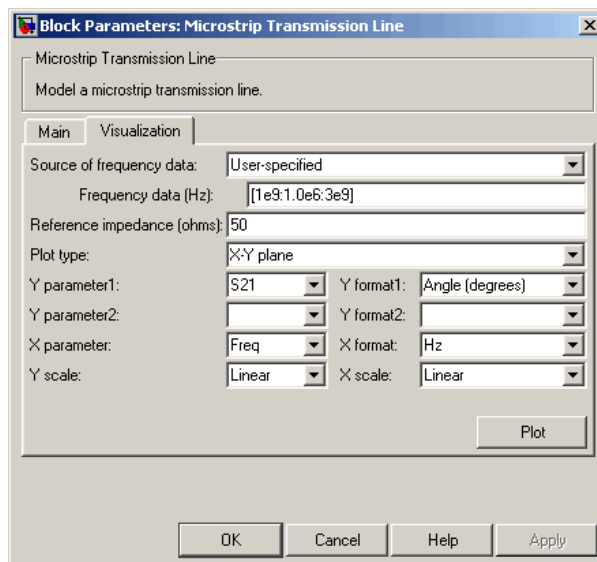 Block Parameters: Microstrip Transmission Line
Microstrip Transmission Line
Model a microstrip transmission line.
Main Visualization
Source of frequency data: User-specified
Frequency data (Hz): [1e9:1.0e6:3e9]
Reference impedance (ohms): 50
Plot type: X-Y plane
Y parameter1: S21 Y format1: Angle (degrees)
Y parameter2: Y format2:
X parameter: Freq X format: Hz
Y scale: Linear X scale: Linear
Plot
OK Cancel Help Apply